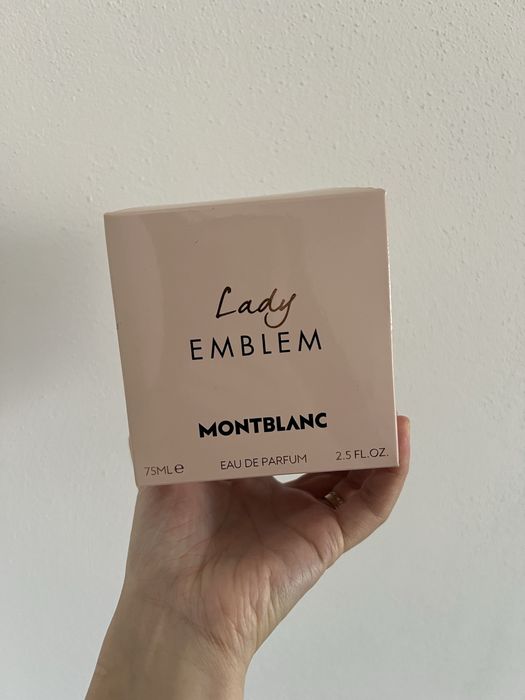 Lady
EMBLEM
MONTBLANC
75ML℮ EAU DE PARFUM 2.5 FL.OZ.